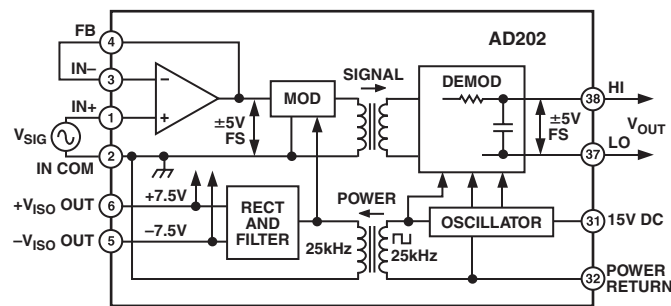 FB
4
AD202
IN–
3
SIGNAL
DEMOD
HI
38
IN+
1
MOD
VSIG
±5V
FS
±5V
FS
VOUT
LO
37
2
IN COM
+VISO OUT
6
+7.5V
RECT
AND
FILTER
POWER
OSCILLATOR
31
15V DC
–VISO OUT
5
–7.5V
25kHz
25kHz
32
POWER
RETURN